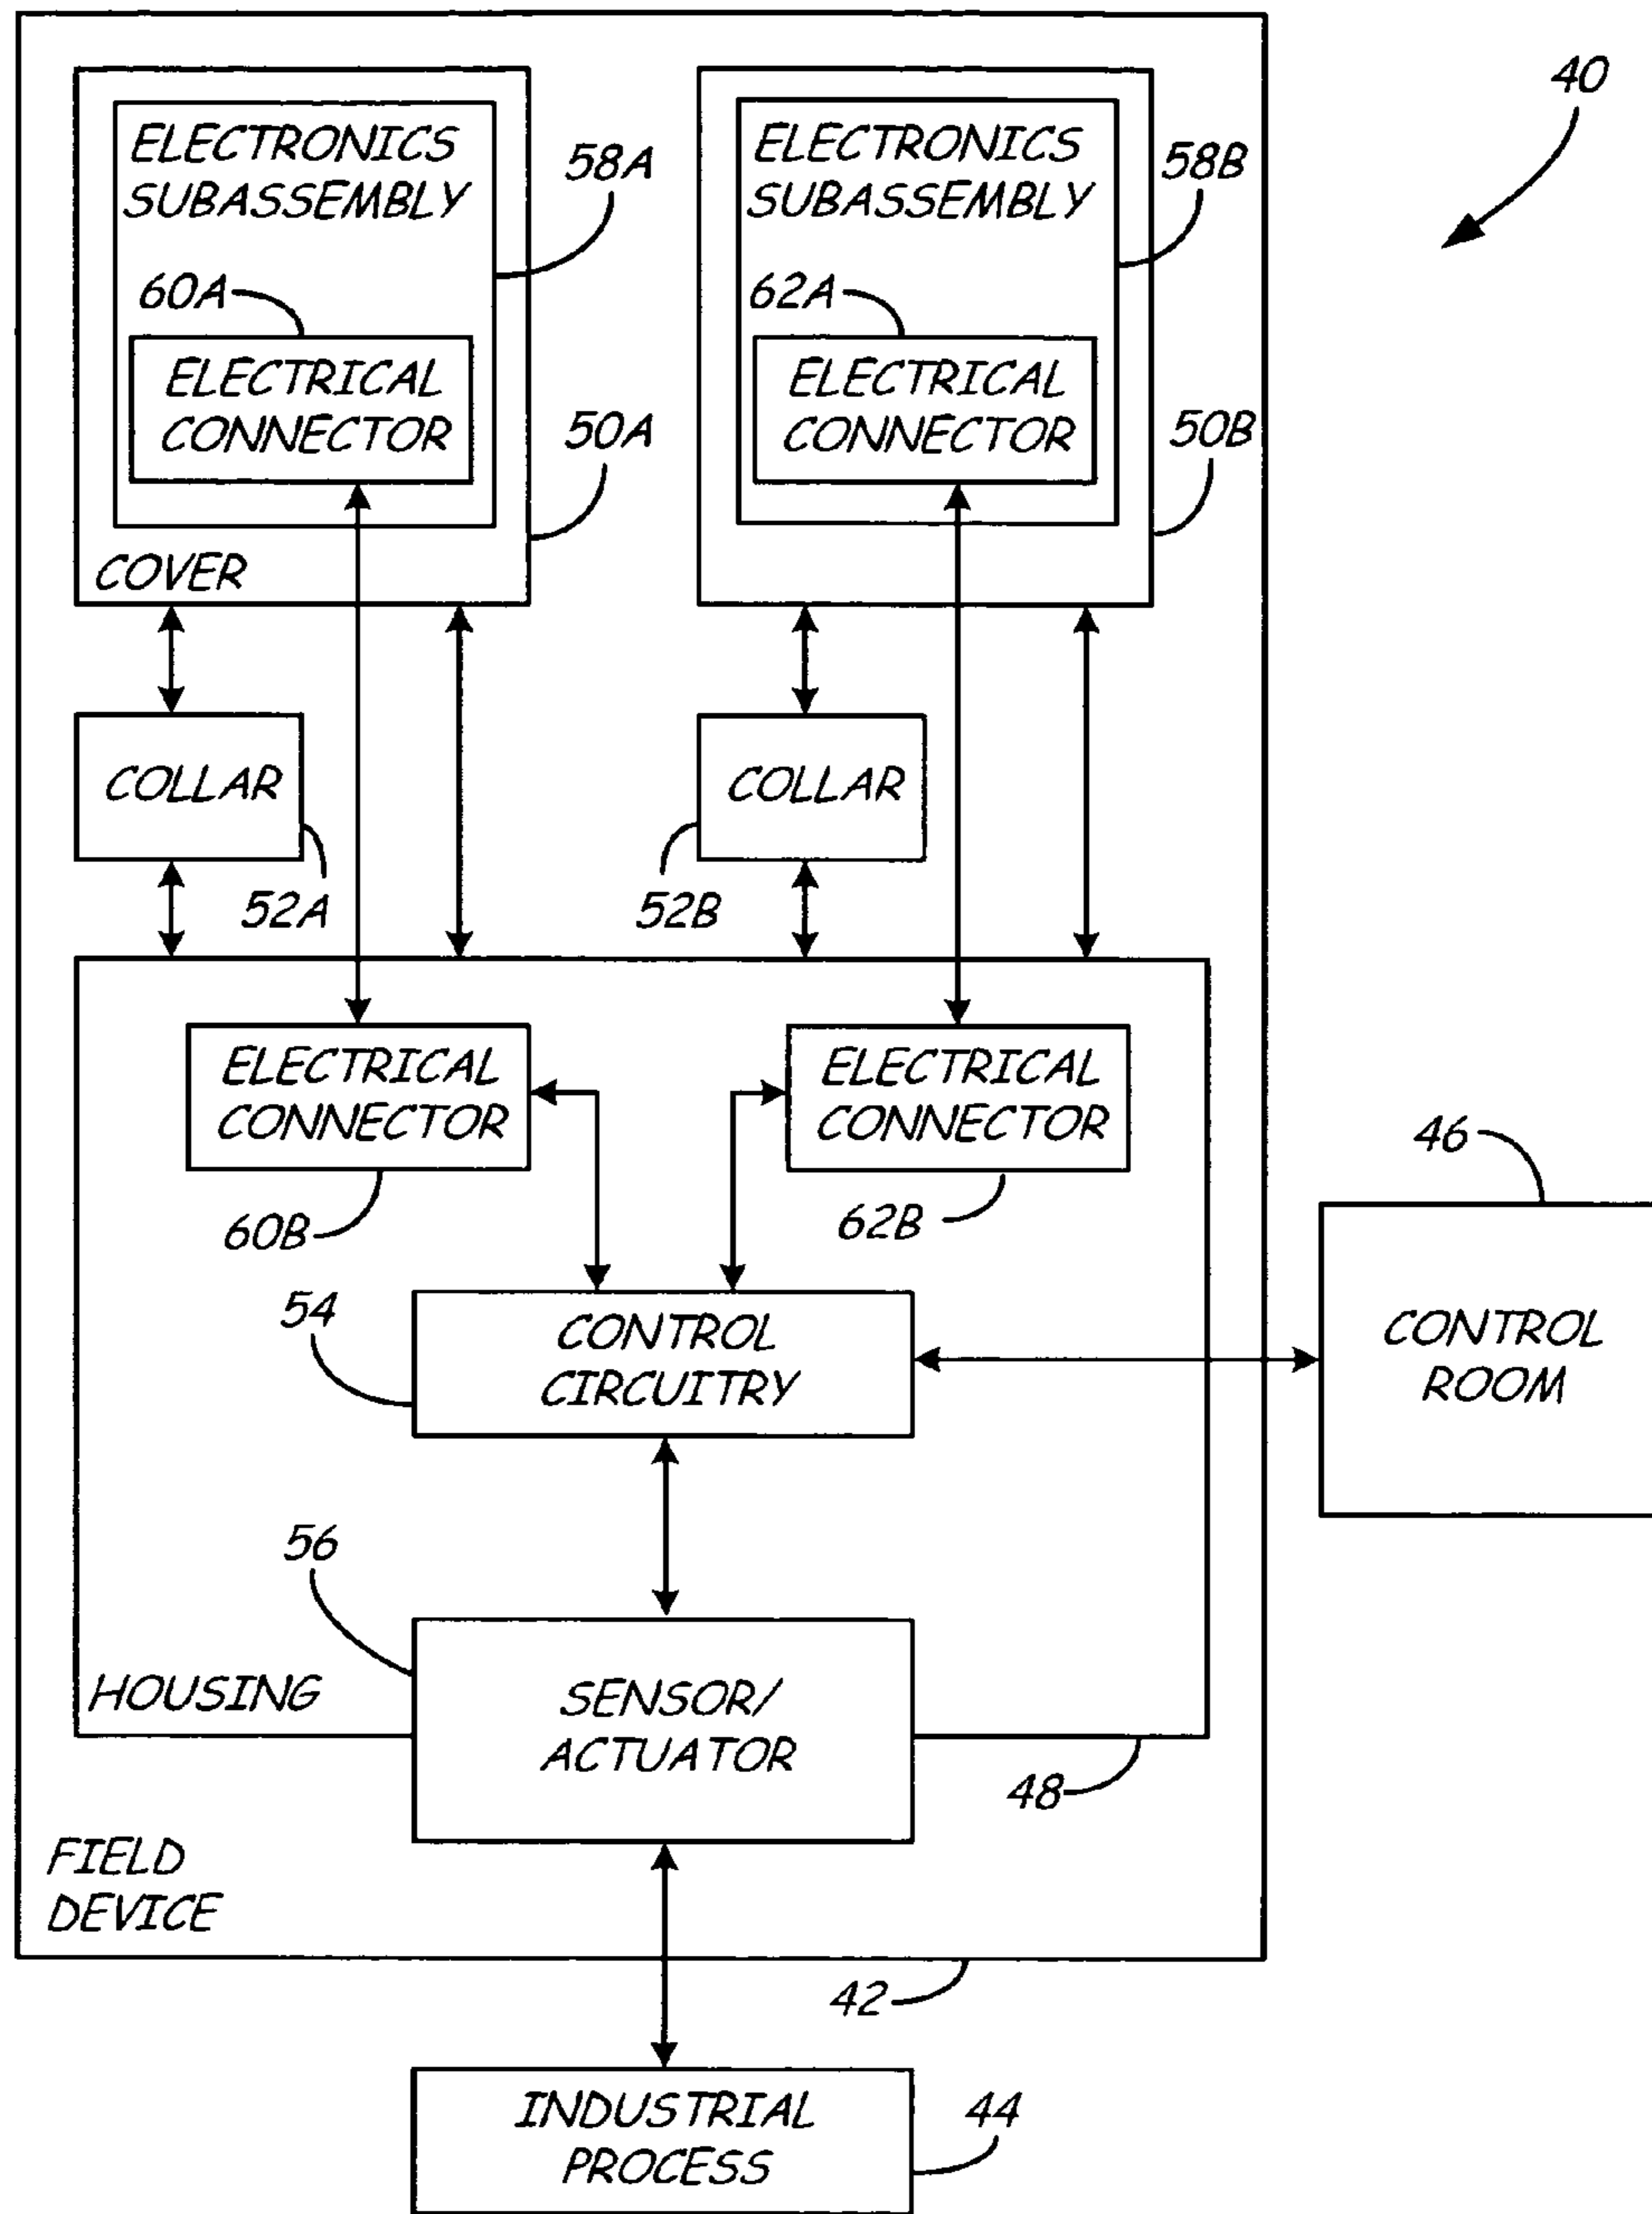 40
ELECTRONICS
SUBASSEMBLY
58A
60A
ELECTRICAL
CONNECTOR
50A
COVER
ELECTRONICS
SUBASSEMBLY
58B
62A
ELECTRICAL
CONNECTOR
50B
COLLAR
52A
COLLAR
52B
ELECTRICAL
CONNECTOR
60B
ELECTRICAL
CONNECTOR
62B
46
CONTROL
ROOM
54
CONTROL
CIRCUITRY
56
SENSOR/
ACTUATOR
HOUSING
48
FIELD
DEVICE
42
INDUSTRIAL
PROCESS
44